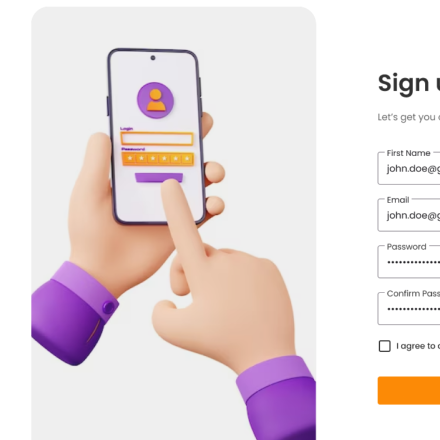 Login
Password
Sign
Let's get you
First Name
john.doe@g
Email
john.doe@g
Password
Confirm Pass
I agree to